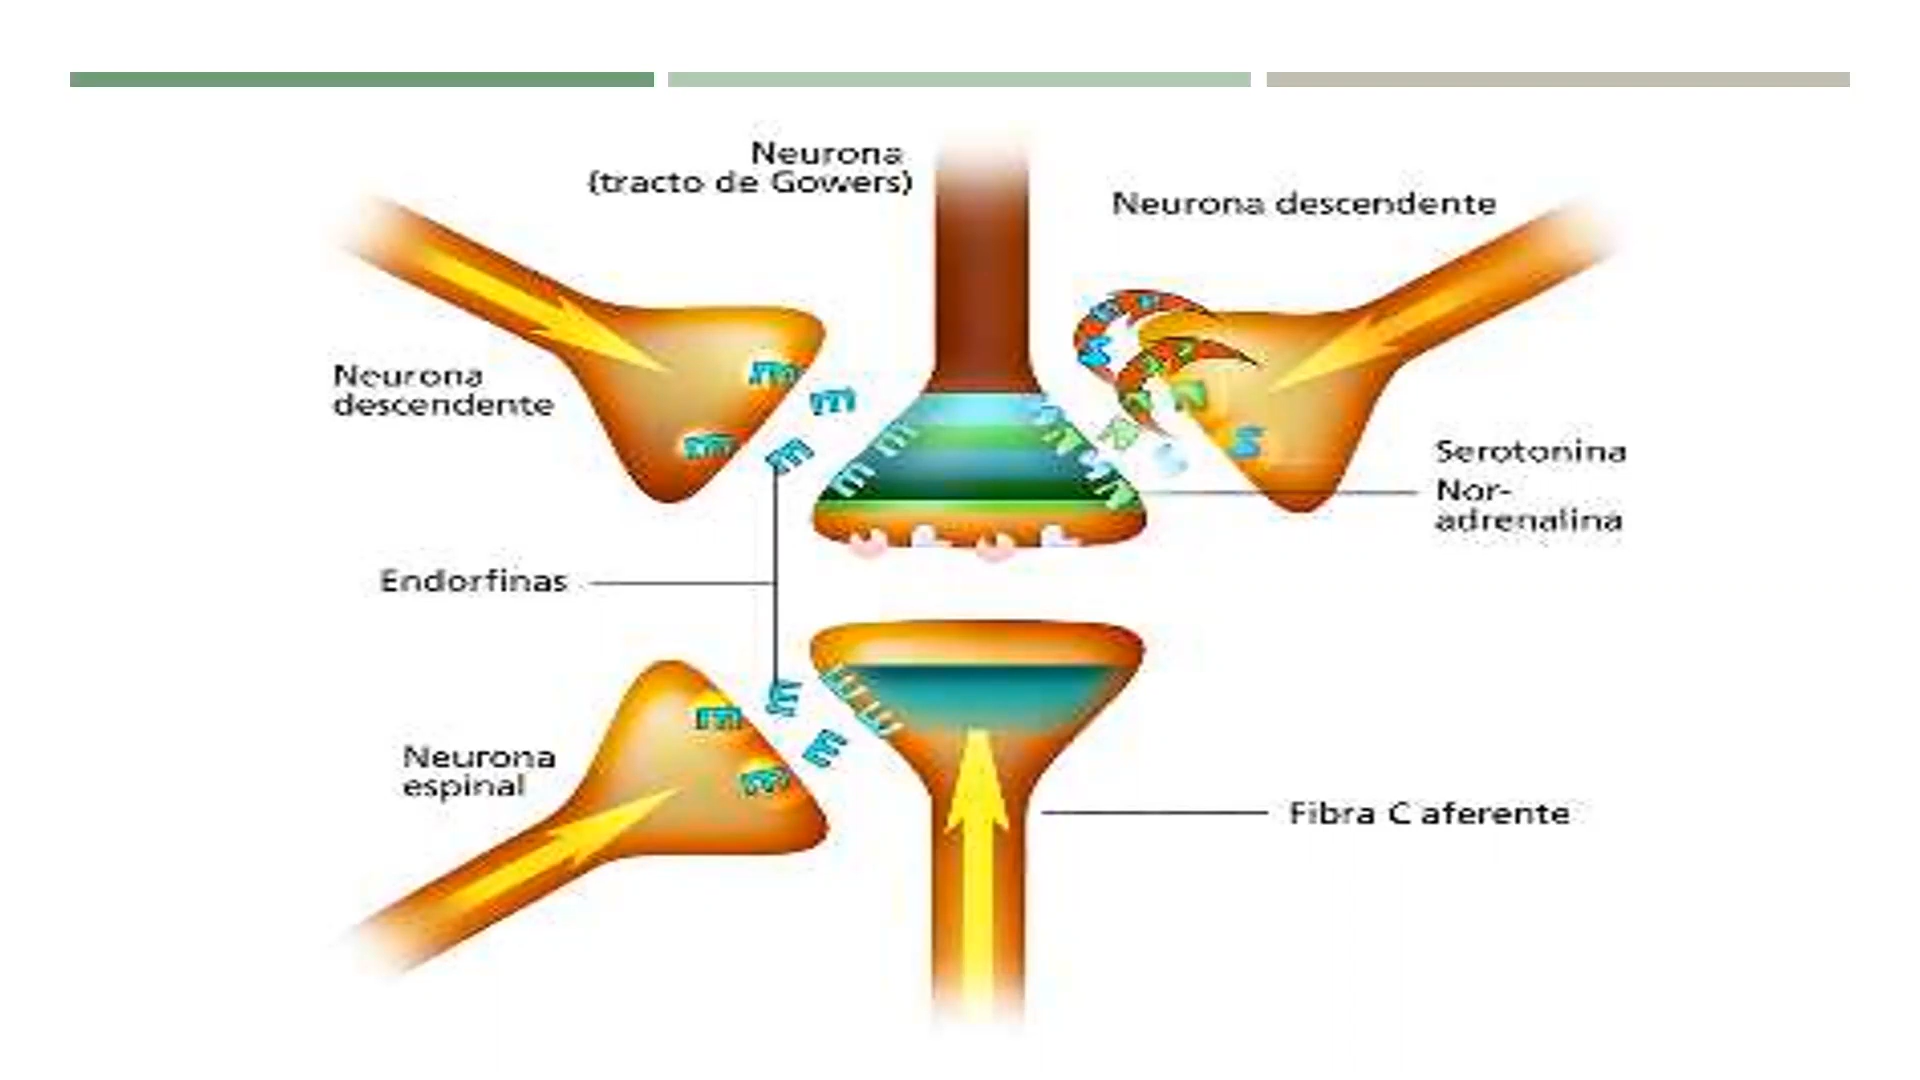 Neurona
(tracto de Gowers)
Neurona descendente
Neurona
descendente
Serotonina
Nor-
adrenalina
Endorfinas
Neurona
espinal
Fibra C aferente
E
E
E
E
E
E
E
E
N
S